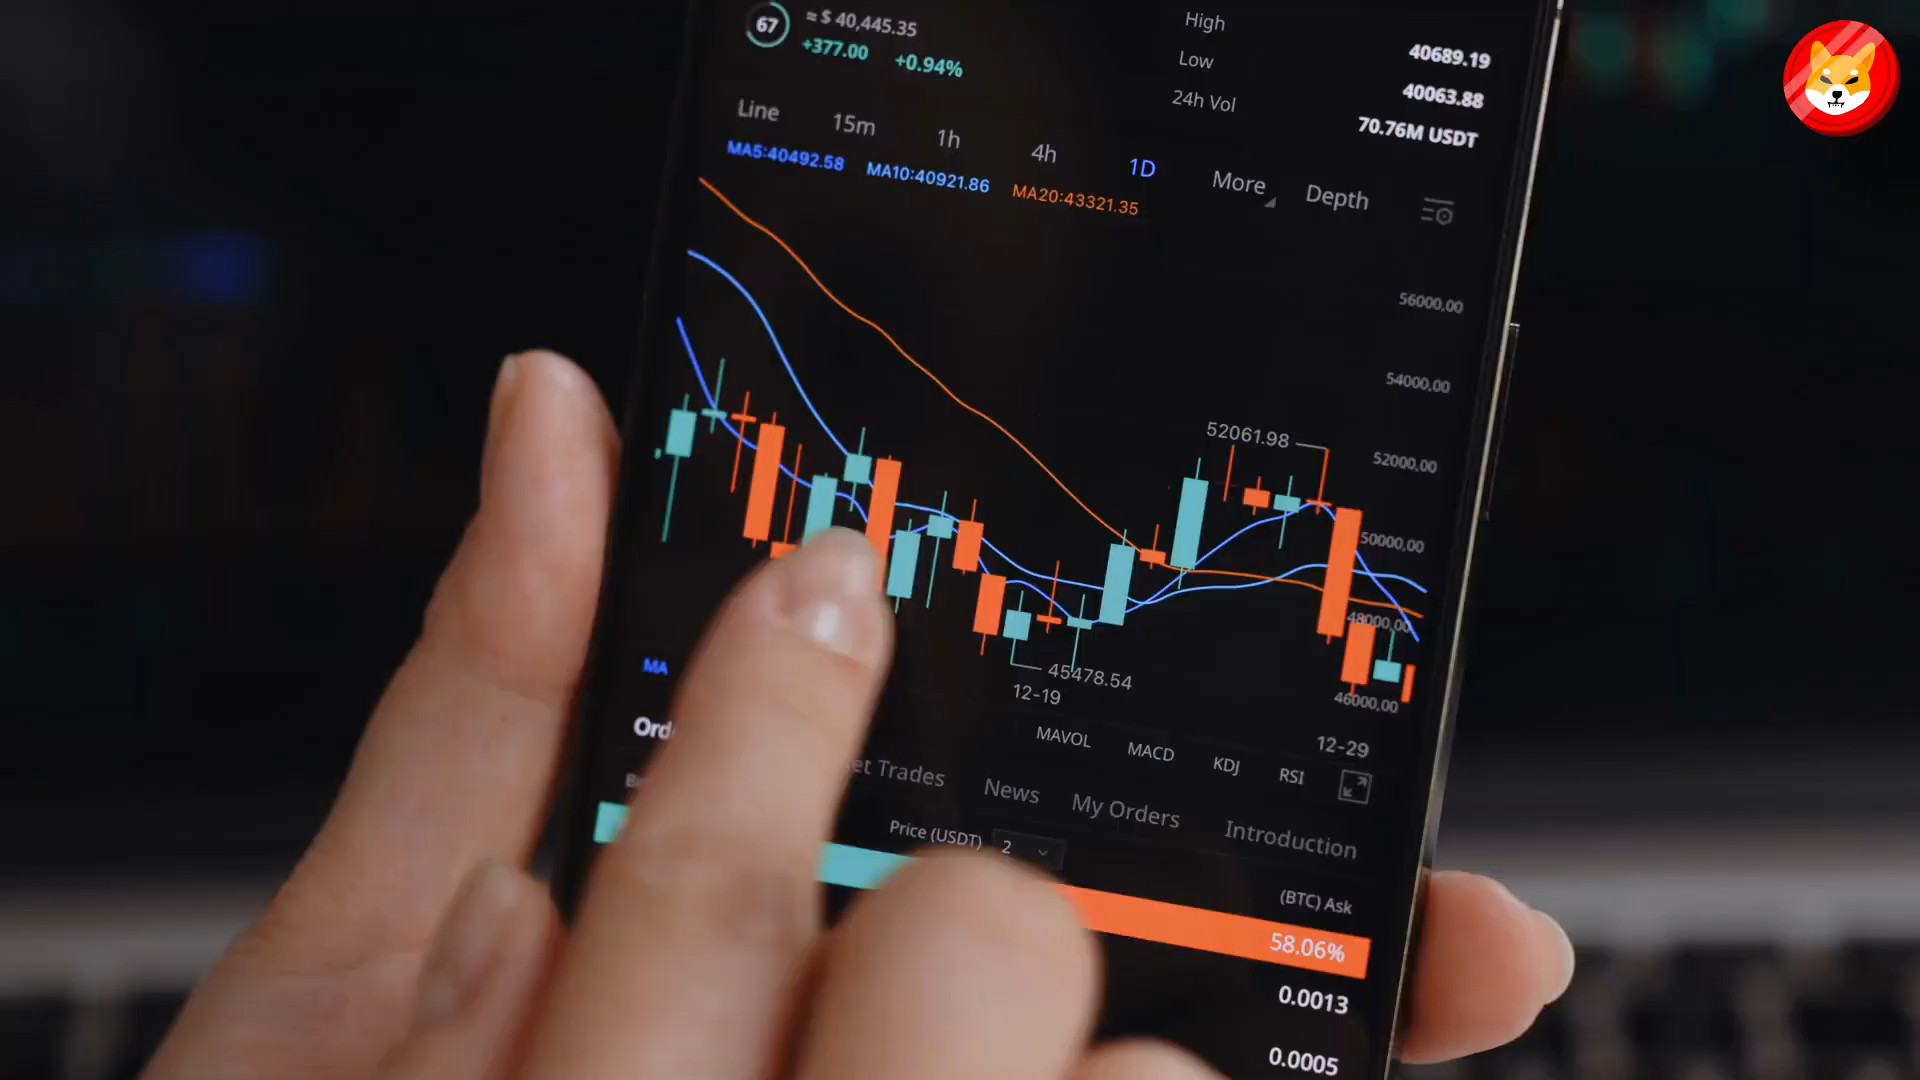 67
≈ $ 40,445.35
+377.00 +0.94%
High 40689.19
Low 40063.88
24h Vol 70.76M USDT
Line 15m 1h 4h 1D More Depth
MA5:40492.58 MA10:40921.86 MA20:43321.35
56000,00
54000,00
52061.98
52000,00
50000,00
48000,00
45478.54
46000,00
12-19
12-29
MA MAVOL MACD KDJ RSI
Trades News My Orders Introduction
Price (USDT) 2
(BTC) Ask
58.06%
0.0013
0.0005